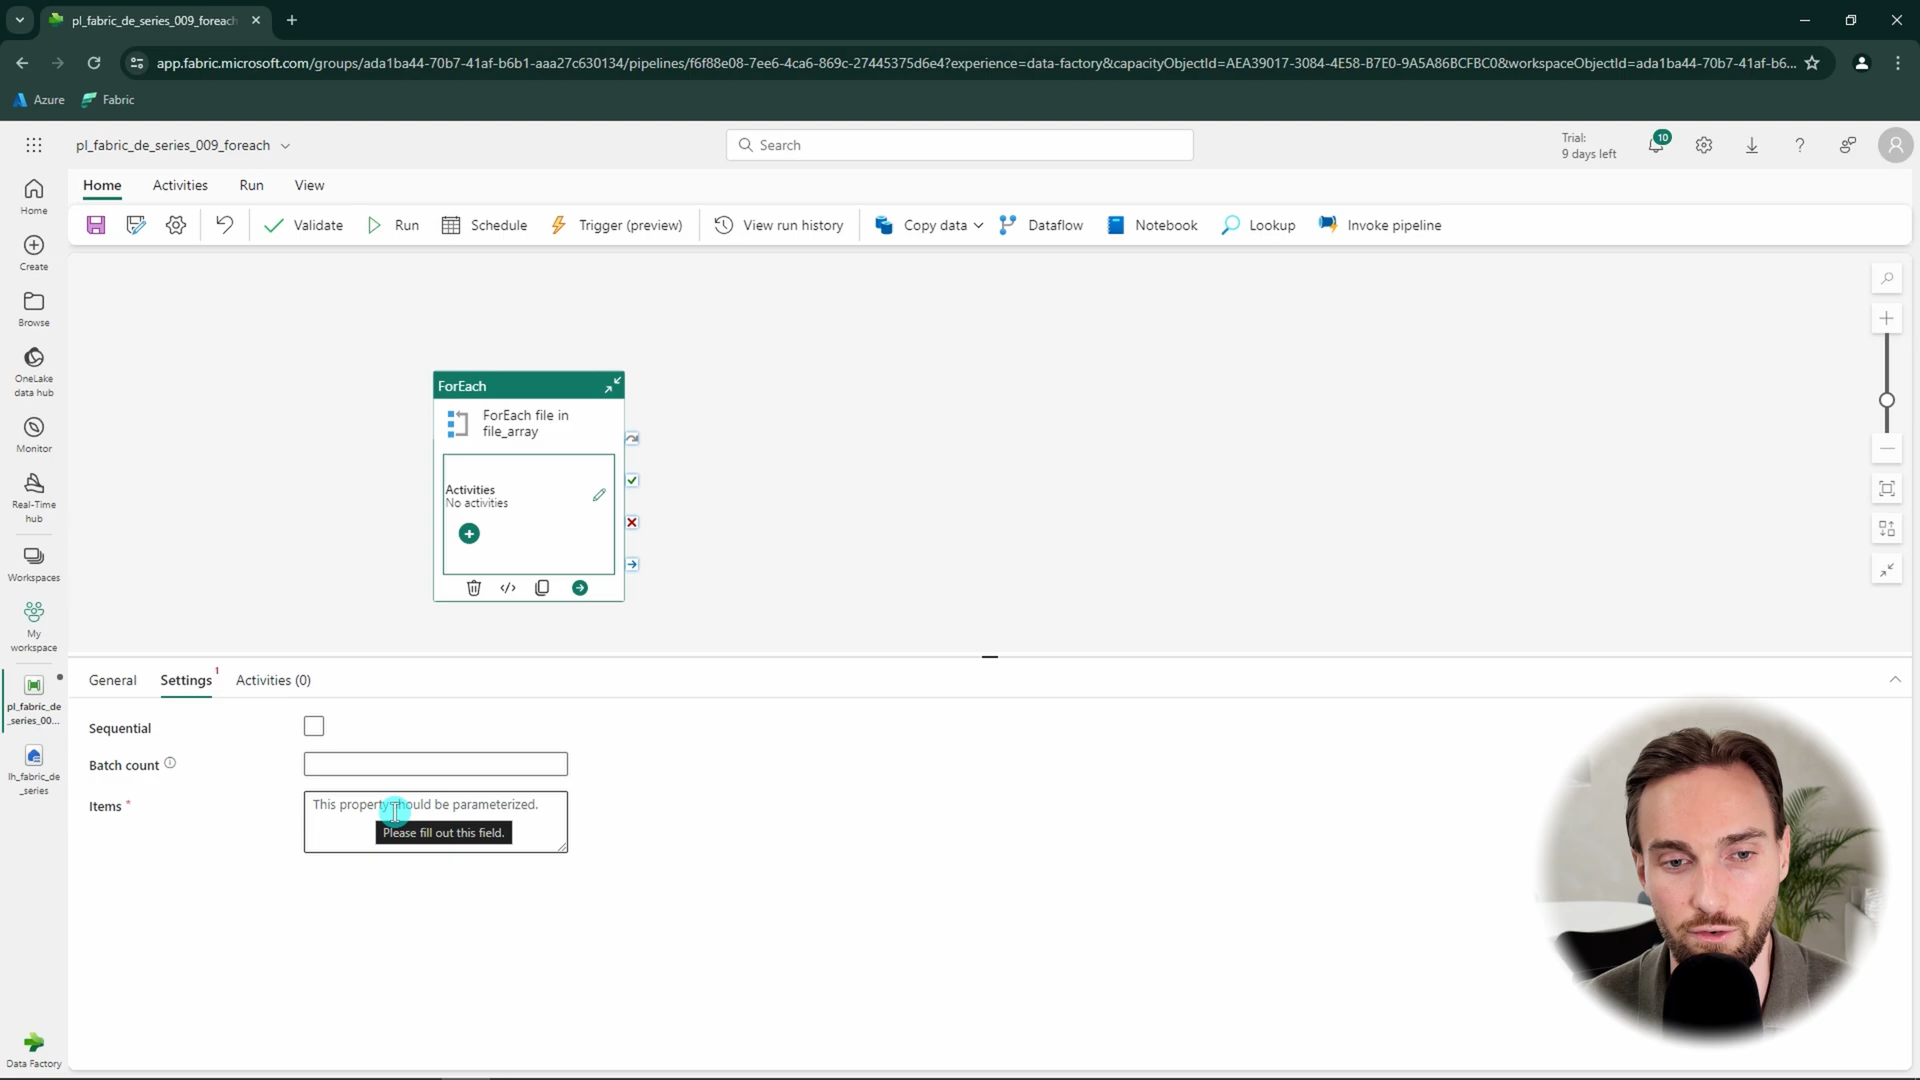 pl_fabric_de_series_009_foreach
app.fabric.microsoft.com/groups/ada1ba44-70b7-41af-b6b1-aaa27c630134/pipelines/f6f88e08-7ee6-4ca6-869c-27445375d6e4?experience=data-factory&capacityObjectId=AEA39017-3084-4E58-B7E0-9A5A86BCFBC0&workspaceObjectId=ada1ba44-70b7-41af-b6...
Azure
Fabric
pl_fabric_de_series_009_foreach
Search
Trial:
9 days left
10
Home
Activities
Run
View
Validate
Run
Schedule
Trigger (preview)
View run history
Copy data
Dataflow
Notebook
Lookup
Invoke pipeline
Home
Create
Browse
OneLake
data hub
Monitor
Real-Time
hub
Workspaces
My
workspace
pl_fabric_de
_series_00...
lh_fabric_de
_series
Data Factory
ForEach
ForEach file in
file_array
Activities
No activities
General
Settings 1
Activities (0)
Sequential
Batch count
Items *
This property should be parameterized.
Please fill out this field.